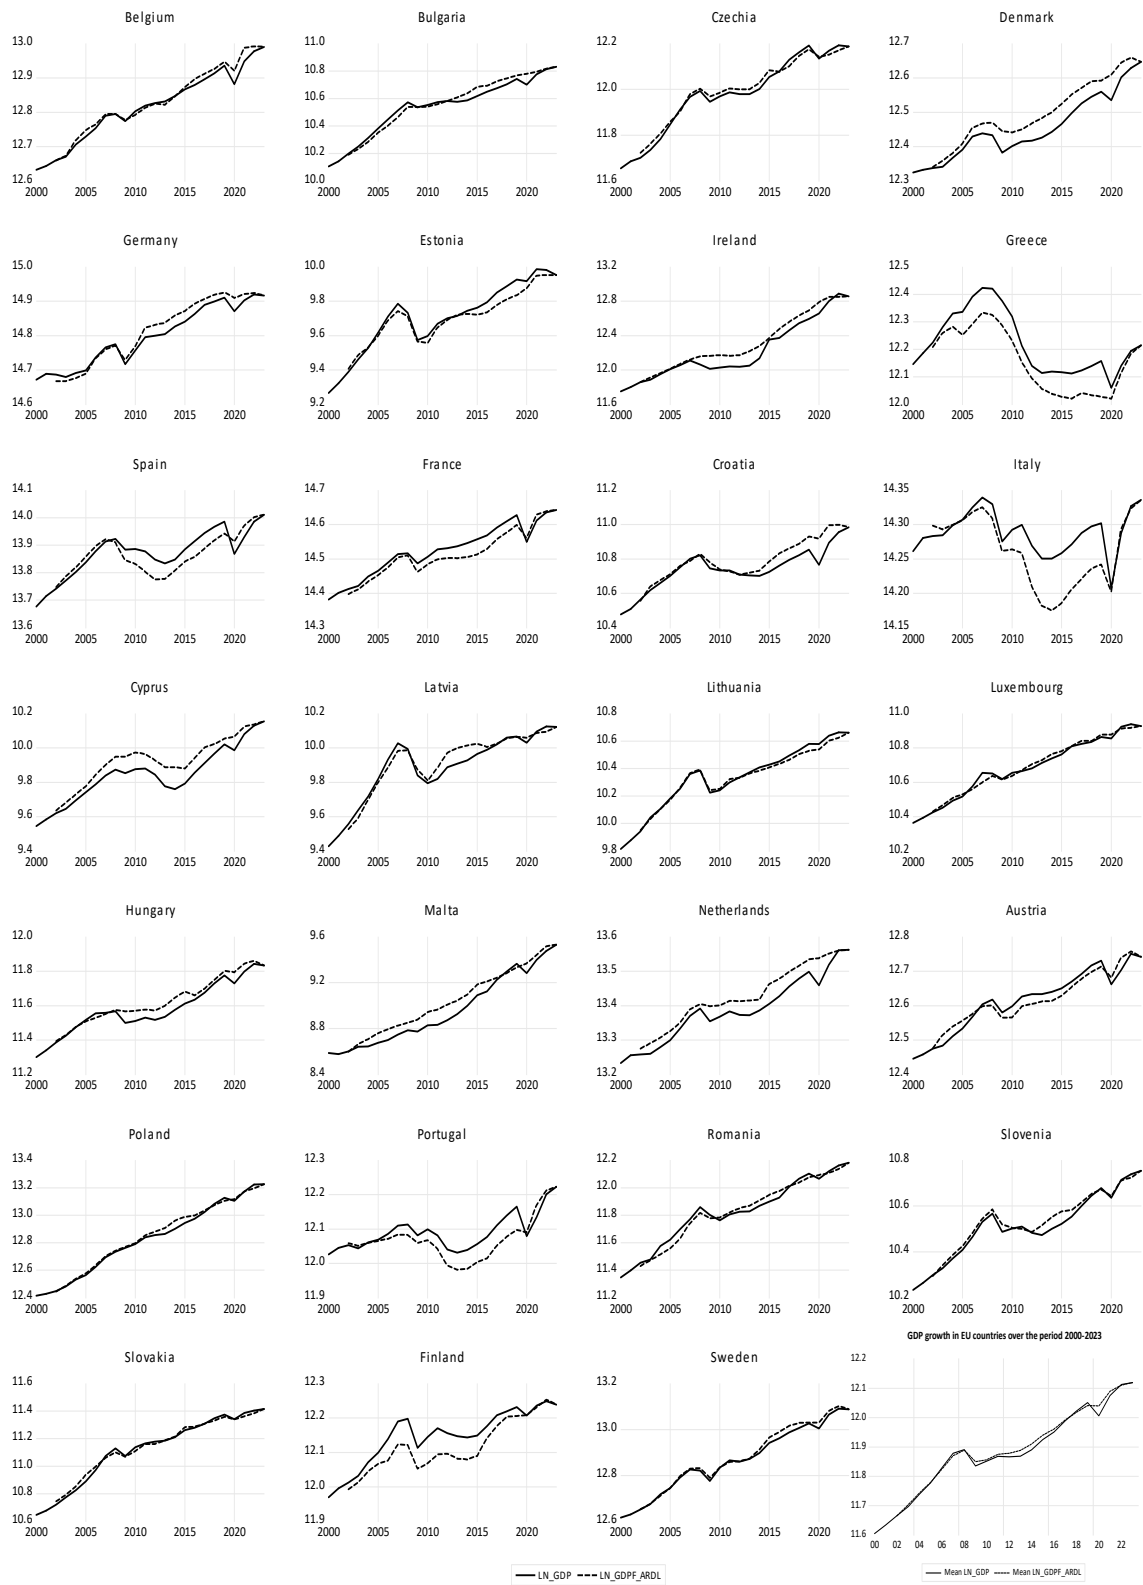 Belgium
13.0
12.9
12.8
12.7
12.6
2000 2005 2010 2015 2020
Bulgaria
11.0
10.8
10.6
10.4
10.2
10.0
2000 2005 2010 2015 2020
Czechia
12.2
12.0
11.8
11.6
2000 2005 2010 2015 2020
Denmark
12.7
12.6
12.5
12.4
12.3
2000 2005 2010 2015 2020
Germany
15.0
14.9
14.8
14.7
14.6
2000 2005 2010 2015 2020
Estonia
10.0
9.8
9.6
9.4
9.2
2000 2005 2010 2015 2020
Ireland
13.2
12.8
12.4
12.0
11.6
2000 2005 2010 2015 2020
Greece
12.5
12.4
12.3
12.2
12.1
12.0
2000 2005 2010 2015 2020
Spain
14.1
14.0
13.9
13.8
13.7
13.6
2000 2005 2010 2015 2020
France
14.7
14.6
14.5
14.4
14.3
2000 2005 2010 2015 2020
Croatia
11.2
11.0
10.8
10.6
10.4
2000 2005 2010 2015 2020
Italy
14.35
14.30
14.25
14.20
14.15
2000 2005 2010 2015 2020
Cyprus
10.2
10.0
9.8
9.6
9.4
2000 2005 2010 2015 2020
Latvia
10.2
10.0
9.8
9.6
9.4
2000 2005 2010 2015 2020
Lithuania
10.8
10.6
10.4
10.2
10.0
9.8
2000 2005 2010 2015 2020
Luxembourg
11.0
10.8
10.6
10.4
10.2
2000 2005 2010 2015 2020
Hungary
12.0
11.8
11.6
11.4
11.2
2000 2005 2010 2015 2020
Malta
9.6
9.2
8.8
8.4
2000 2005 2010 2015 2020
Netherlands
13.6
13.5
13.4
13.3
13.2
2000 2005 2010 2015 2020
Austria
12.8
12.7
12.6
12.5
12.4
2000 2005 2010 2015 2020
Poland
13.4
13.2
13.0
12.8
12.6
12.4
2000 2005 2010 2015 2020
Portugal
12.3
12.2
12.1
12.0
11.9
2000 2005 2010 2015 2020
Romania
12.2
12.0
11.8
11.6
11.4
11.2
2000 2005 2010 2015 2020
Slovenia
10.8
10.6
10.4
10.2
2000 2005 2010 2015 2020
Slovakia
11.6
11.4
11.2
11.0
10.8
10.6
2000 2005 2010 2015 2020
Finland
12.3
12.2
12.1
12.0
11.9
2000 2005 2010 2015 2020
Sweden
13.2
13.0
12.8
12.6
2000 2005 2010 2015 2020
GDP growth in EU countries over the period 2000-2023
12.2
12.1
12.0
11.9
11.8
11.7
11.6
00 02 04 06 08 10 12 14 16 18 20 22
LN_GDP LN_GDPF_ARDL
Mean LN_GDP Mean LN_GDPF_ARDL